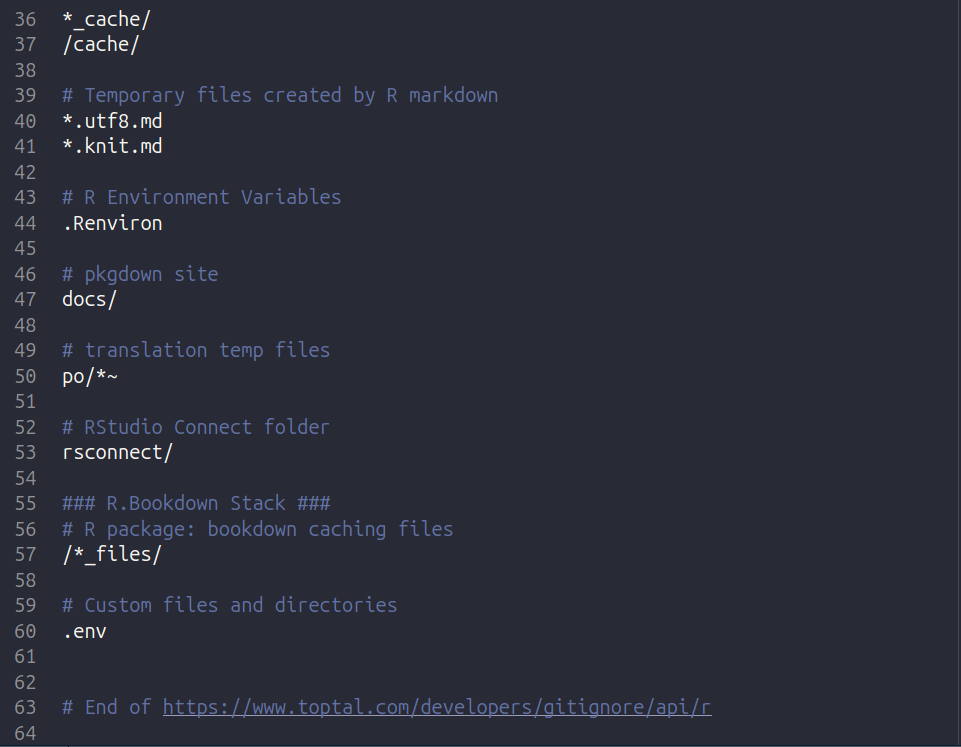 36 *_cache/
37 /cache/
38
39 # Temporary files created by R markdown
40 *.utf8.md
41 *.knit.md
42
43 # R Environment Variables
44 .Renviron
45
46 # pkgdown site
47 docs/
48
49 # translation temp files
50 po/*~
51
52 # RStudio Connect folder
53 rsconnect/
54
55 ### R.Bookdown Stack ###
56 # R package: bookdown caching files
57 /*_files/
58
59 # Custom files and directories
60 .env
61
62
63 # End of https://www.toptal.com/developers/gitignore/api/r
64